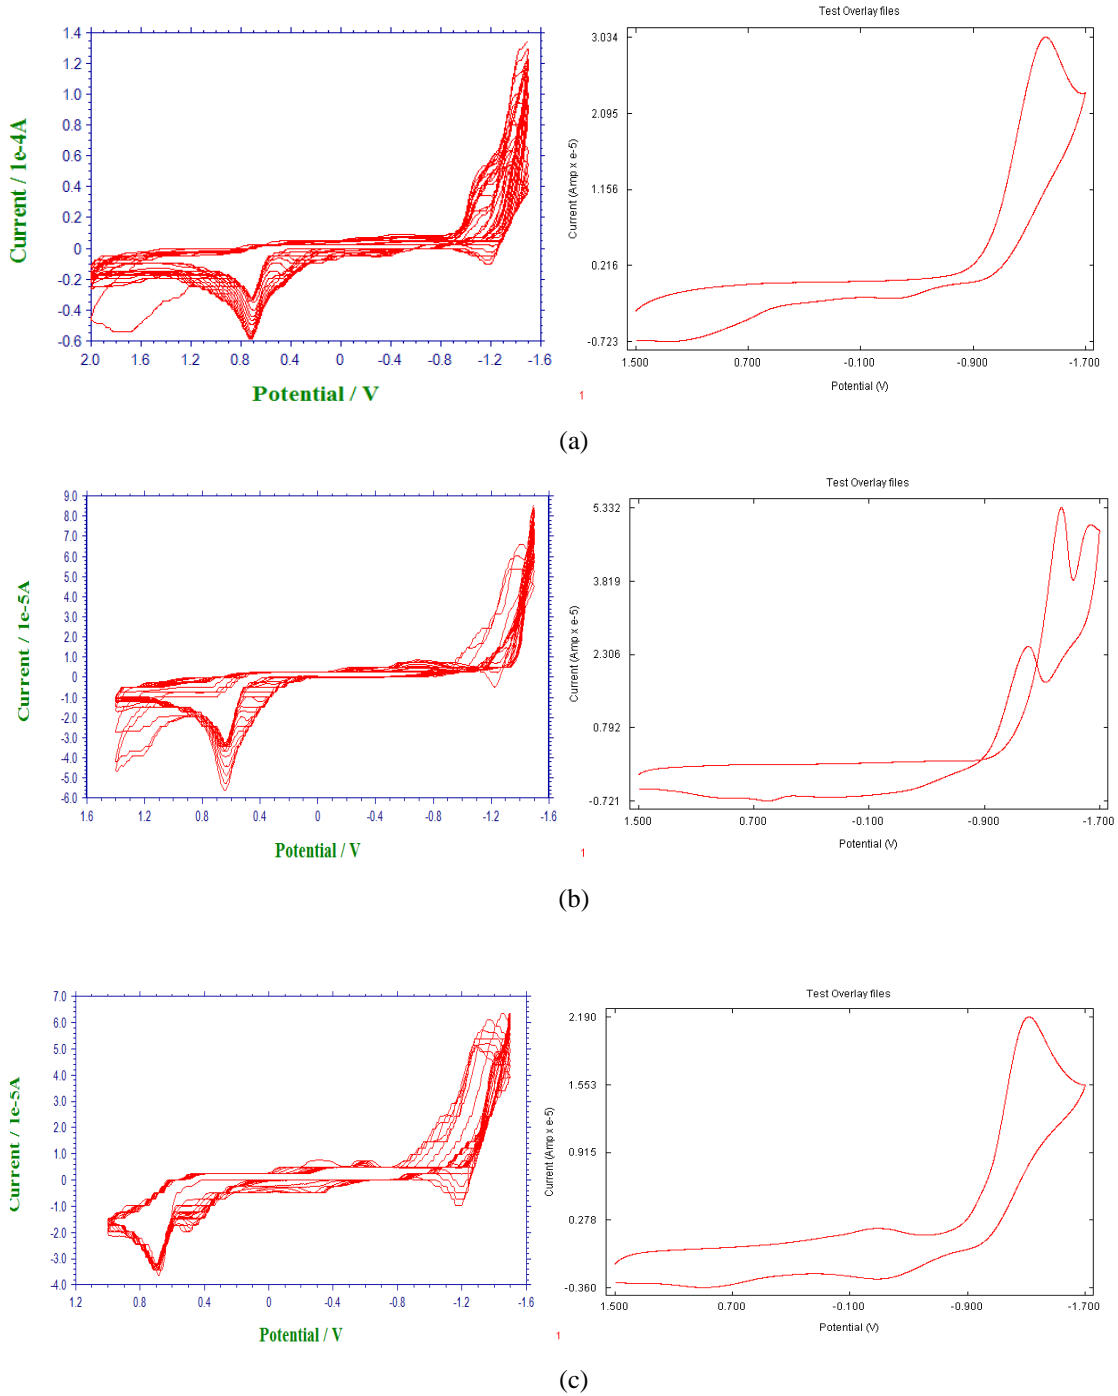 Test Overlay files
Current / 1e-4A
1.4
1.2
1.0
0.8
0.6
0.4
0.2
0
-0.2
-0.4
-0.6
2.0 1.6 1.2 0.8 0.4 0 -0.4 -0.8 -1.2 -1.6
Potential / V
Current (Amp x e-5)
3.034
2.095
1.156
0.216
-0.723
1.500 0.700 -0.100 -0.900 -1.700
Potential (V)
1
(a)
Test Overlay files
Current / 1e-5A
9.0
8.0
7.0
6.0
5.0
4.0
3.0
2.0
1.0
0
-1.0
-2.0
-3.0
-4.0
-5.0
-6.0
1.6 1.2 0.8 0.4 0 -0.4 -0.8 -1.2 -1.6
Potential / V
Current (Amp x e-5)
5.332
3.819
2.306
0.792
-0.721
1.500 0.700 -0.100 -0.900 -1.700
Potential (V)
1
(b)
Test Overlay files
Current / 1e-5A
7.0
6.0
5.0
4.0
3.0
2.0
1.0
0
-1.0
-2.0
-3.0
-4.0
1.2 0.8 0.4 0 -0.4 -0.8 -1.2 -1.6
Potential / V
Current (Amp x e-5)
2.190
1.553
0.915
0.278
-0.360
1.500 0.700 -0.100 -0.900 -1.700
Potential (V)
1
(c)